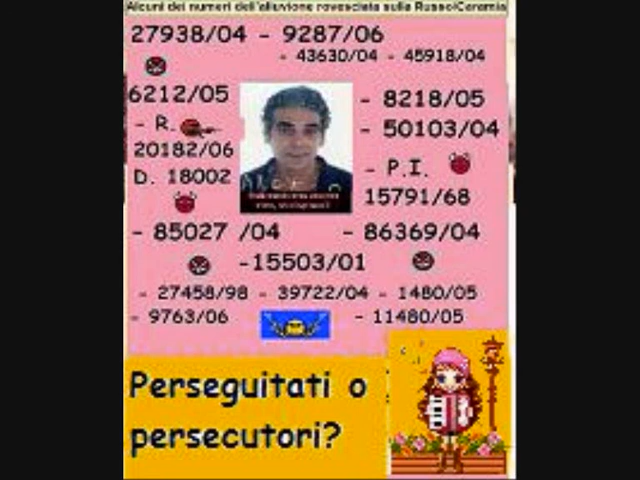 Alcuni dei numeri dell'alluvione rovesciata sulla Russo/Caramia
27938/04 - 9287/06
- 43630/04 - 45918/04
6212/05
- 8218/05
- R.
- 50103/04
20182/06
- P.I.
D. 18002
15791/68
- 85027 /04 - 86369/04
-15503/01
- 27458/98 - 39722/04 - 1480/05
- 9763/06 - 11480/05
Perseguitati o
persecutori?